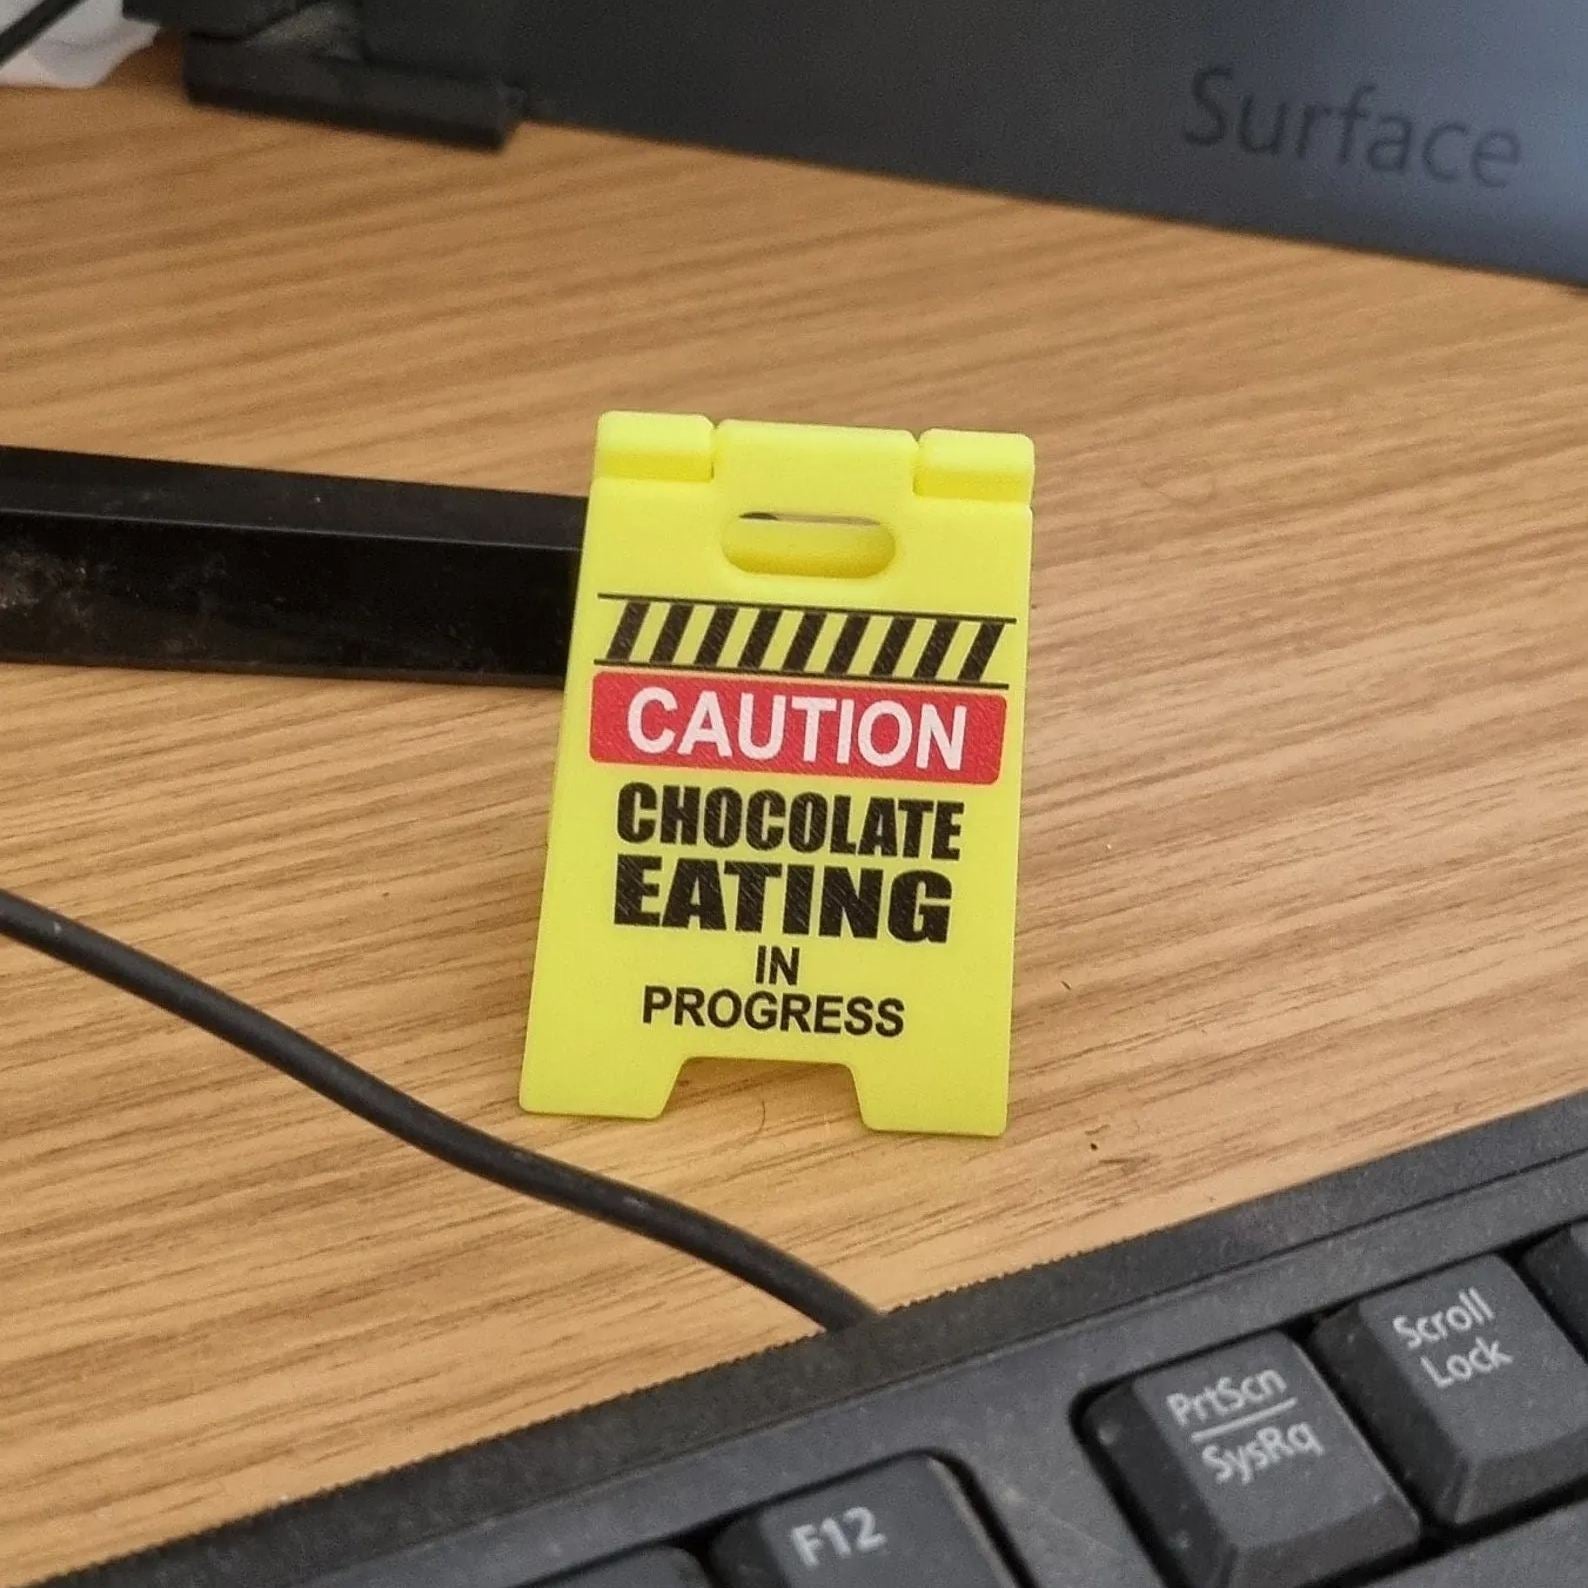 Surface
CAUTION
CHOCOLATE
EATING
IN
PROGRESS
Scroll
Lock
PrtScn
SysRq
F12